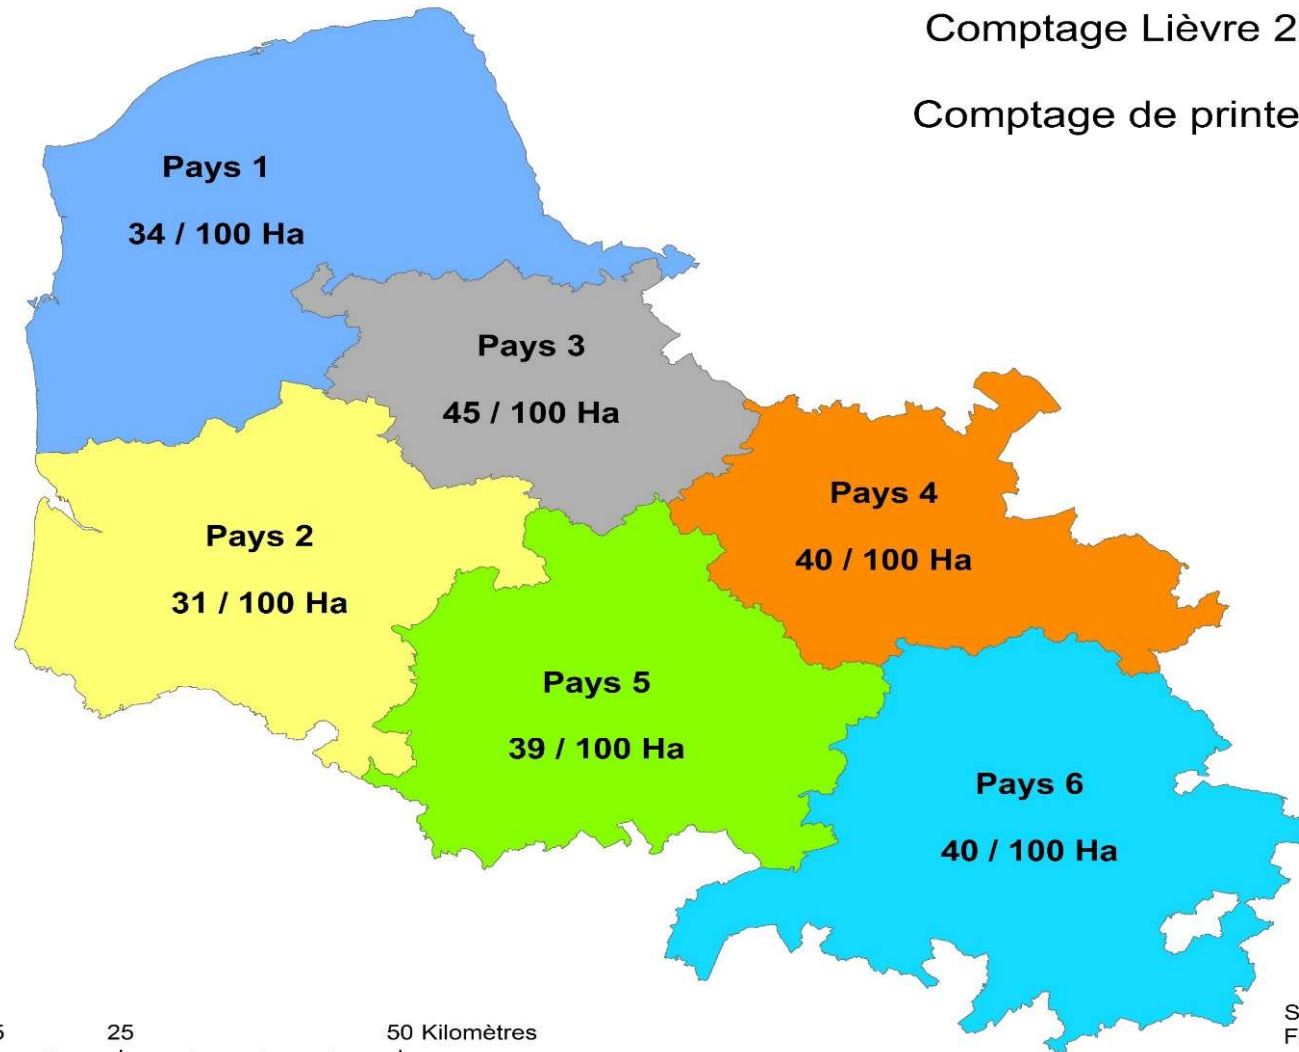 Comptage Lièvre 2
Comptage de printe
Pays 1
34 / 100 Ha
Pays 3
45 / 100 Ha
Pays 4
40 / 100 Ha
Pays 2
31 / 100 Ha
Pays 5
39 / 100 Ha
Pays 6
40 / 100 Ha
5 25 50 Kilomètres
S
F